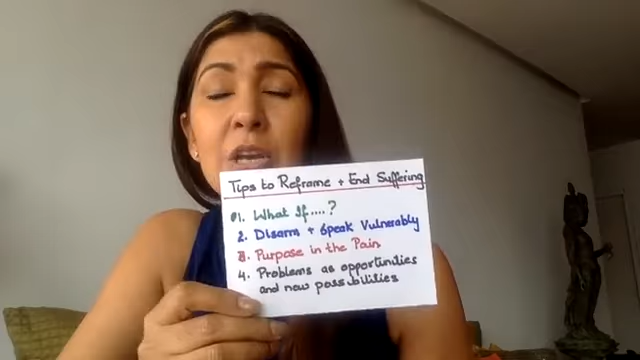 Tips to Reframe + End Suffering
1. What If....?
2. Disarm + Speak Vulnerably
3. Purpose in the Pain
4. Problems as opportunities
and new possibilities